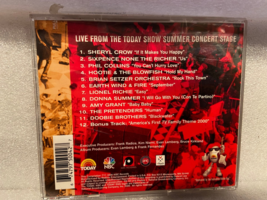 LIVE FROM THE TODAY SHOW SUMMER CONCERT STAGE
1. SHERYL CROW "If It Makes You Happy"
2. SIXPENCE NONE THE RICHER "Us"
3. PHIL COLLINS "You Can't Hurry Love"
4. HOOTIE & THE BLOWFISH "Hold My Hand"
5. BRIAN SETZER ORCHESTRA "Rock This Town"
6. EARTH WIND & FIRE "September"
7. LIONEL RICHIE "Easy"
8. DONNA SUMMER "I Will Go With You (Con Te Partiro)"
9. AMY GRANT "Baby Baby"
10. THE PRETENDERS "Human"
11. DOOBIE BROTHERS "Blackwater"
12. Bonus Track: "America's First TV Family Theme 2000"
TODAY
NBC